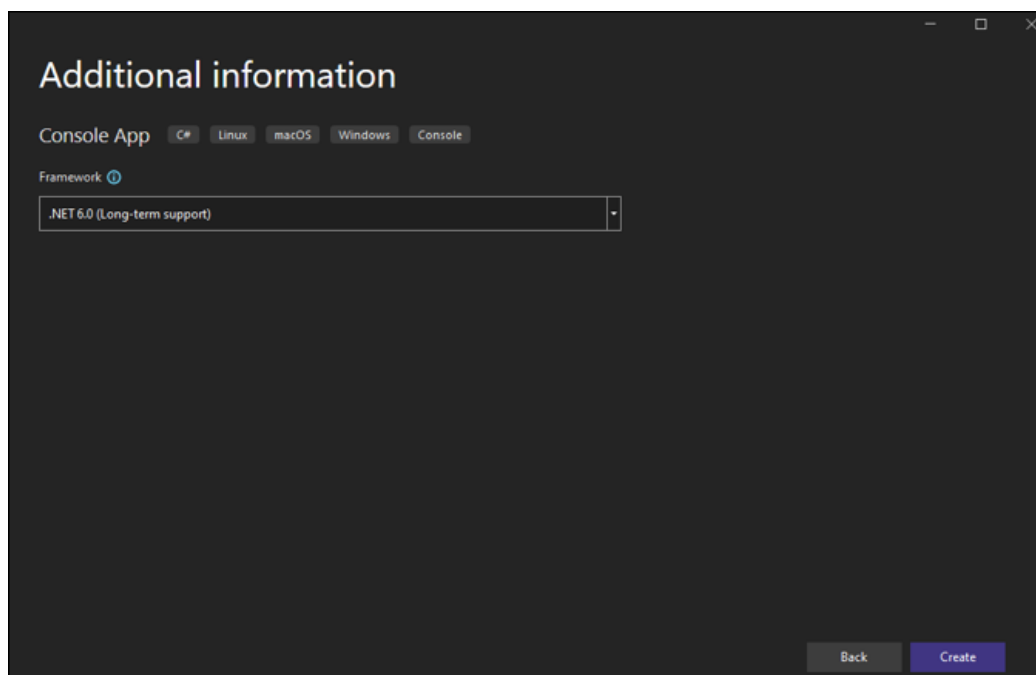 Additional information
Console App C# Linux macOS Windows Console
Framework
.NET 6.0 (Long-term support)
Back Create